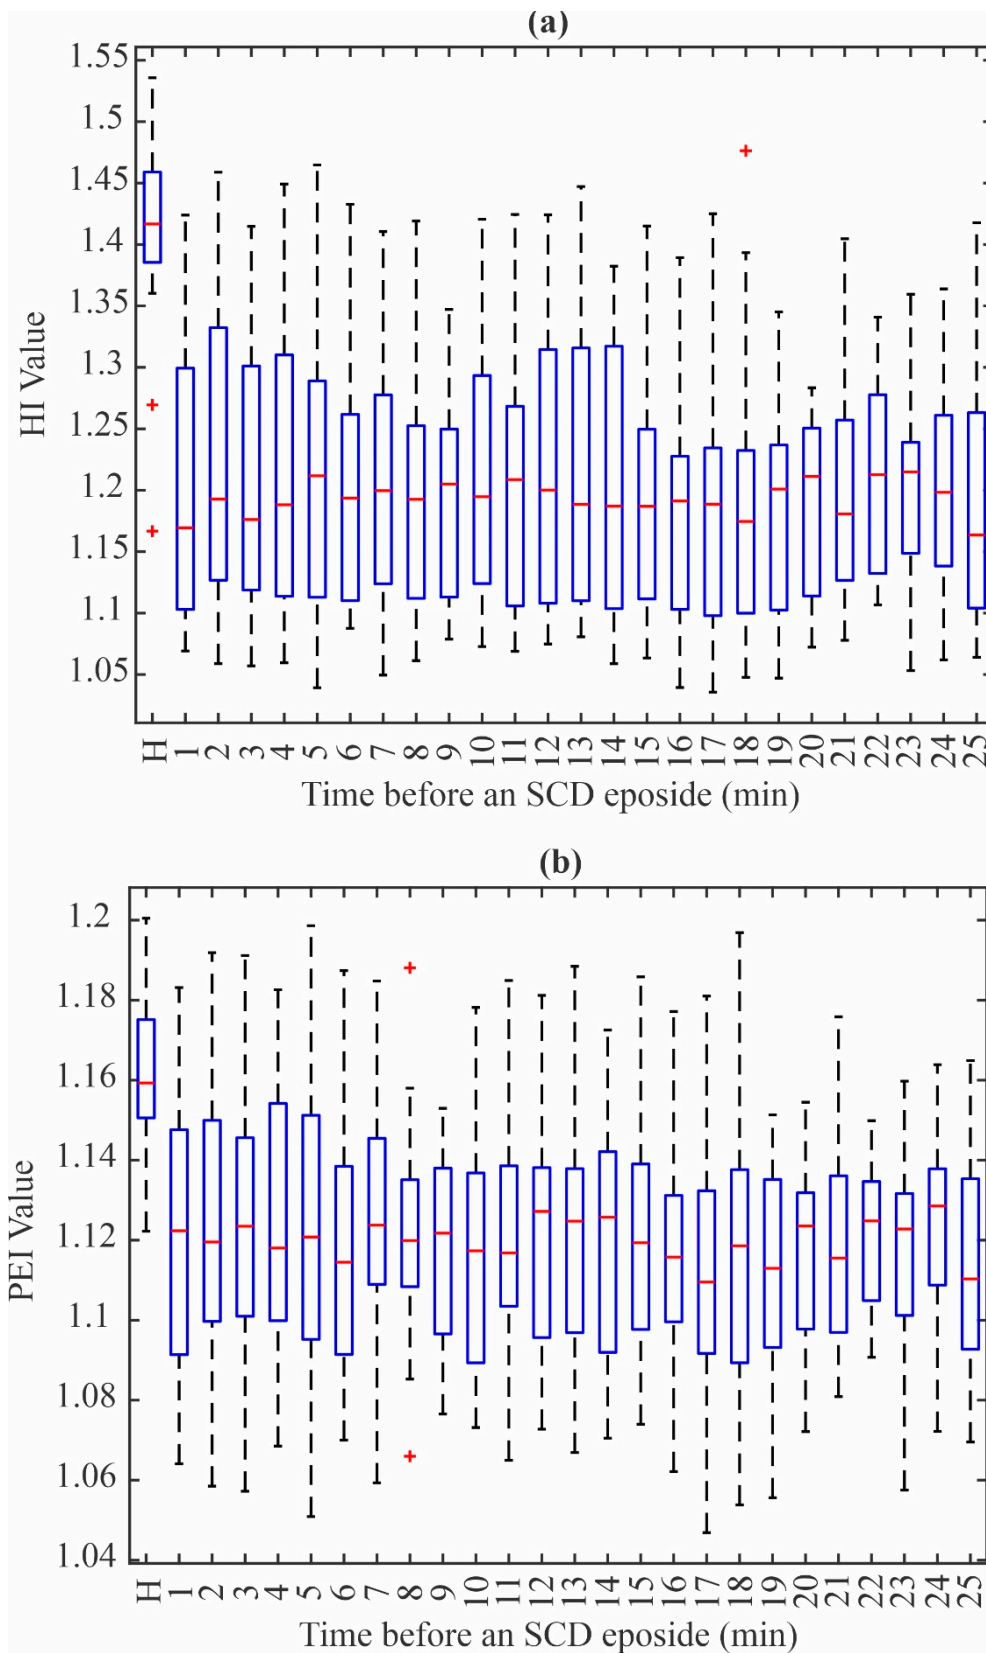 (a)
1.55
1.5
1.45
1.4
1.35
1.3
1.25
1.2
1.15
1.1
1.05
HI Value
H 1 2 3 4 5 6 7 8 9 10 11 12 13 14 15 16 17 18 19 20 21 22 23 24 25
Time before an SCD eposide (min)
(b)
1.2
1.18
1.16
1.14
1.12
1.1
1.08
1.06
1.04
PEI Value
H 1 2 3 4 5 6 7 8 9 10 11 12 13 14 15 16 17 18 19 20 21 22 23 24 25
Time before an SCD eposide (min)